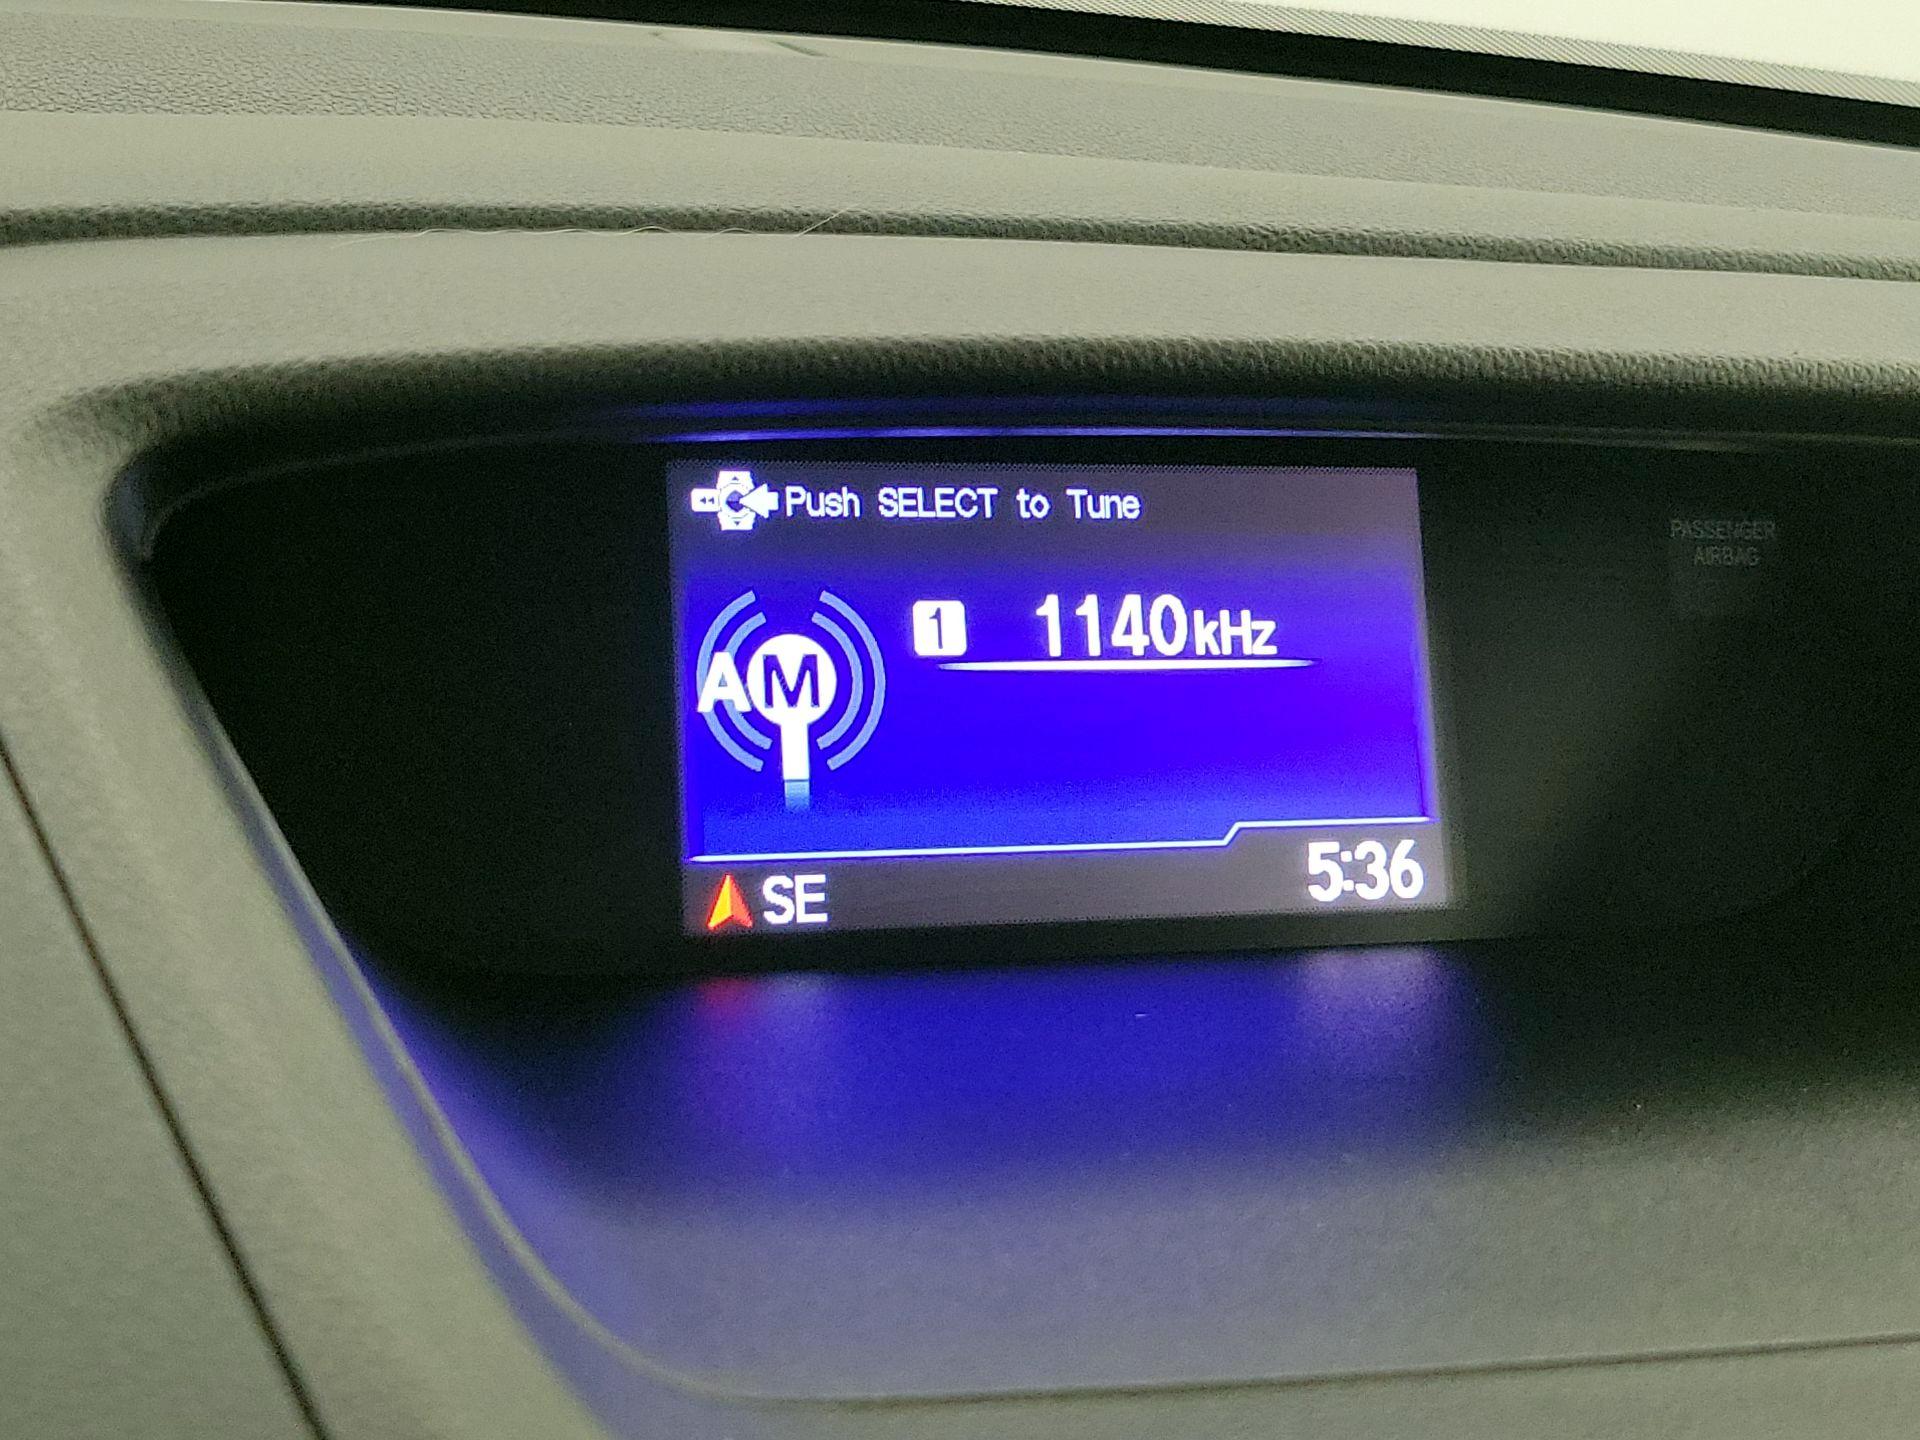 Push SELECT to Tune
AM
1 1140kHz
SE
5:36
PASSENGER
AIRBAG